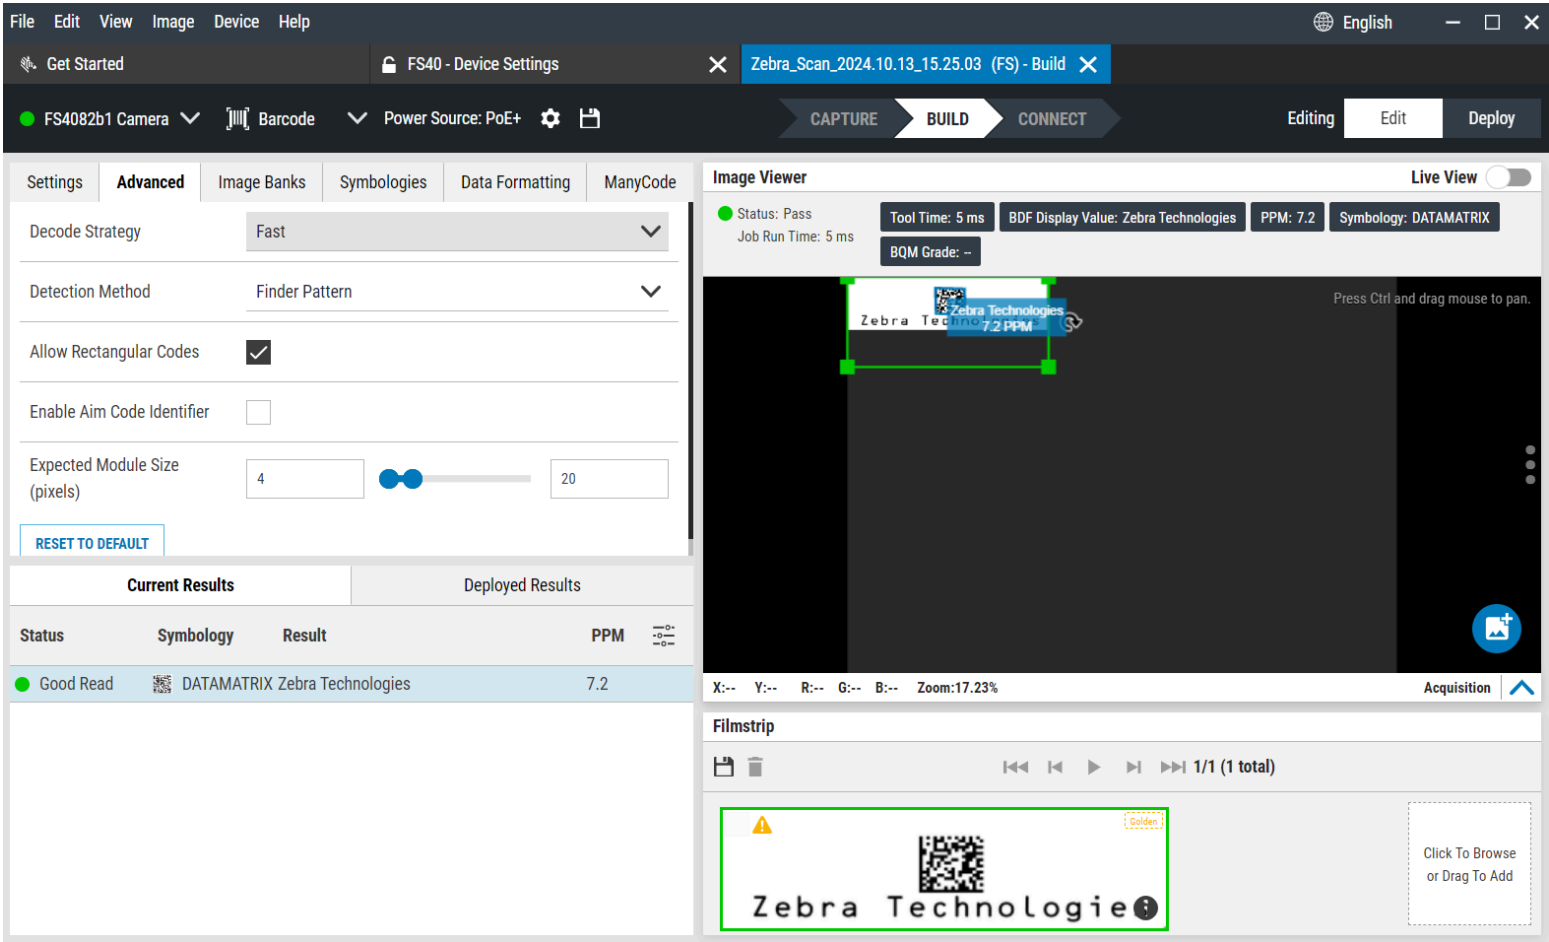 File Edit View Image Device Help English
Get Started FS40 - Device Settings Zebra_Scan_2024.10.13_15.25.03 (FS) - Build
FS4082b1 Camera Barcode Power Source: PoE+ CAPTURE BUILD CONNECT Editing Edit Deploy
Settings Advanced Image Banks Symbologies Data Formatting ManyCode
Decode Strategy Fast
Detection Method Finder Pattern
Allow Rectangular Codes
Enable Aim Code Identifier
Expected Module Size
(pixels) 4 20
RESET TO DEFAULT
Current Results Deployed Results
Status Symbology Result PPM
Good Read DATAMATRIX Zebra Technologies 7.2
Image Viewer Live View
Status: Pass
Job Run Time: 5 ms
Tool Time: 5 ms BDF Display Value: Zebra Technologies PPM: 7.2 Symbology: DATAMATRIX
BQM Grade: --
Press Ctrl and drag mouse to pan.
Zebra Technologies
7.2 PPM
Zebra Technologies
X:-- Y:-- R:-- G:-- B:-- Zoom:17.23% Acquisition
Filmstrip
1/1 (1 total)
Golden
Zebra Technologie
Click To Browse
or Drag To Add